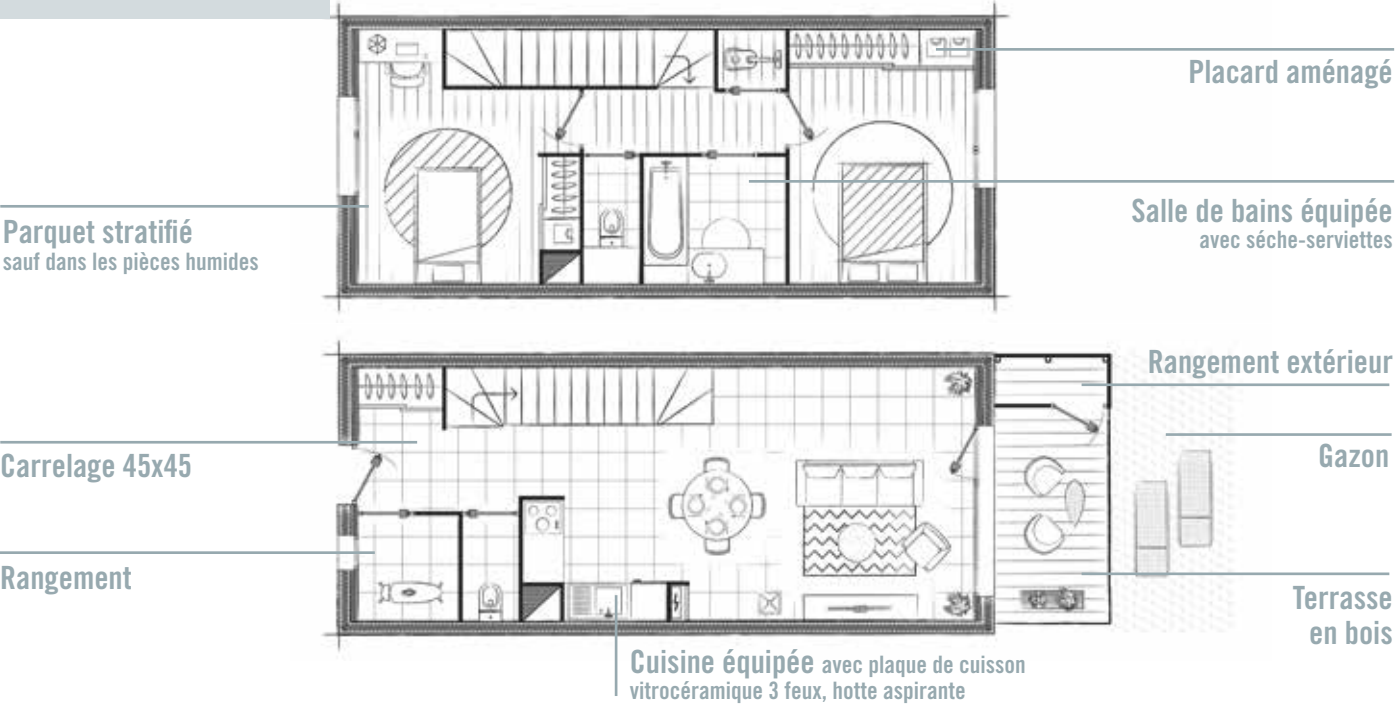 Placard aménagé
Salle de bains équipée
avec séche-serviettes
Parquet stratifié
sauf dans les pièces humides
Rangement extérieur
Carrelage 45x45
Gazon
Rangement
Terrasse
en bois
Cuisine équipée avec plaque de cuisson
vitrocéramique 3 feux, hotte aspirante